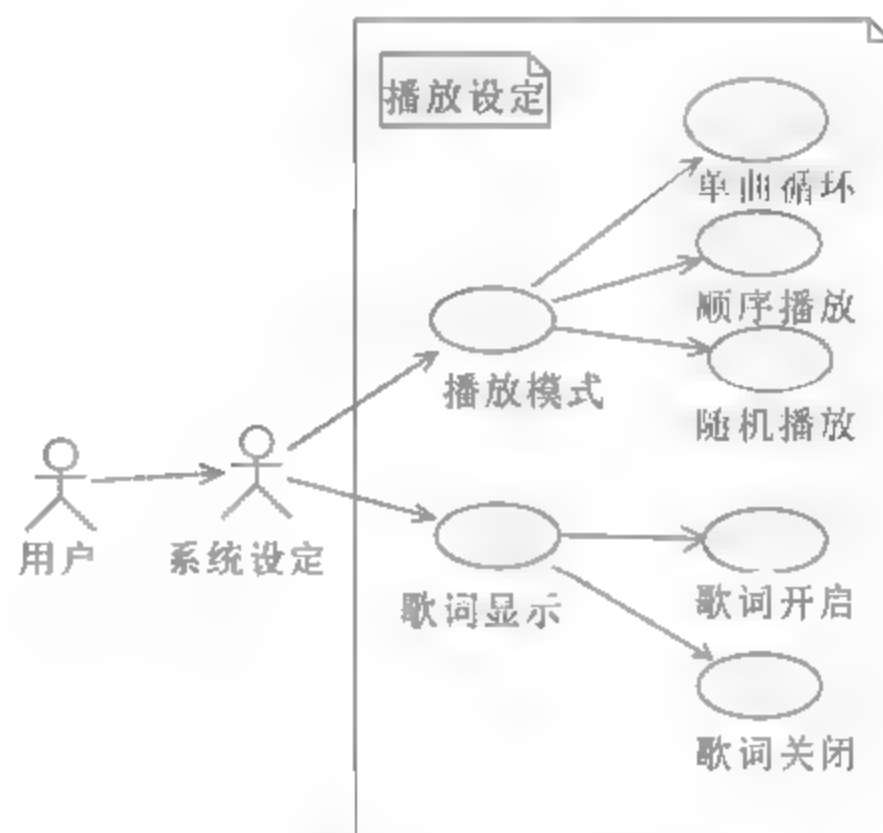 播放设定
单曲循环
顺序播放
播放模式
随机播放
用户
系统设定
歌词显示
歌词开启
歌词关闭